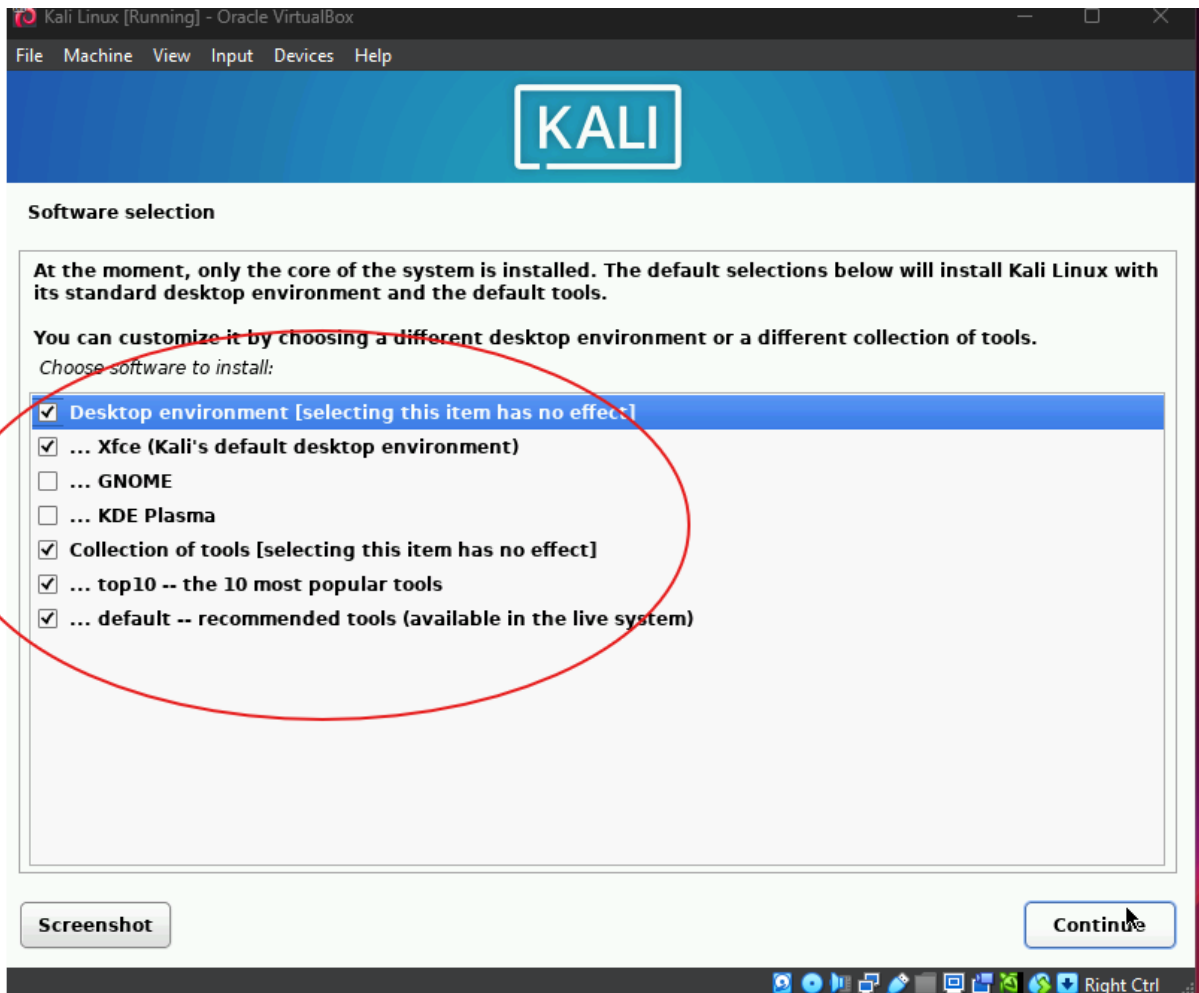 Kali Linux [Running] - Oracle VirtualBox
File Machine View Input Devices Help
KALI
Software selection
At the moment, only the core of the system is installed. The default selections below will install Kali Linux with
its standard desktop environment and the default tools.
You can customize it by choosing a different desktop environment or a different collection of tools.
Choose software to install:
Desktop environment [selecting this item has no effect]
... Xfce (Kali's default desktop environment)
... GNOME
... KDE Plasma
Collection of tools [selecting this item has no effect]
... top10 -- the 10 most popular tools
... default -- recommended tools (available in the live system)
Screenshot
Continue
Right Ctrl